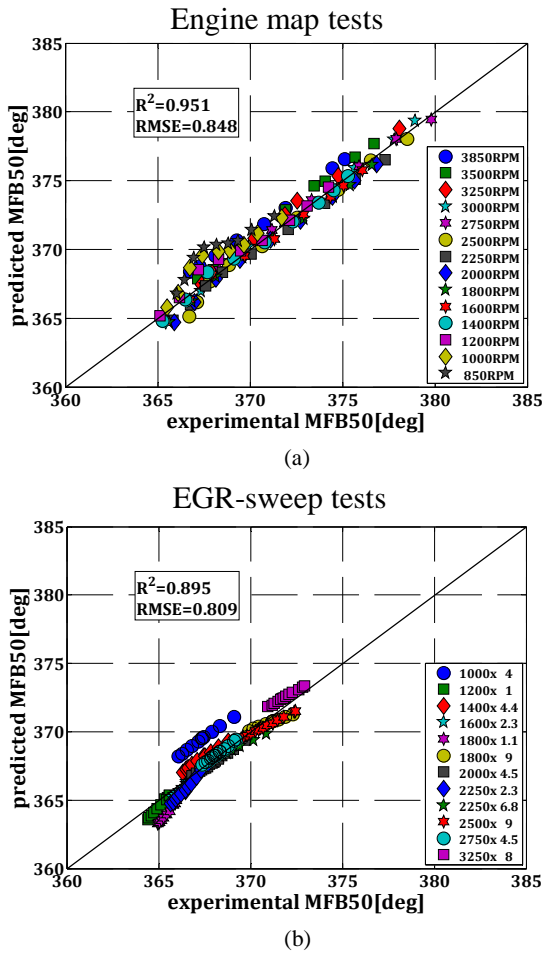 Engine map tests
385
380
375
370
365
360
predicted MFB50[deg]
R²=0.951
RMSE=0.848
3850RPM
3500RPM
3250RPM
3000RPM
2750RPM
2500RPM
2250RPM
2000RPM
1800RPM
1600RPM
1400RPM
1200RPM
1000RPM
850RPM
360 365 370 375 380 385
experimental MFB50[deg]
(a)
EGR-sweep tests
385
380
375
370
365
360
predicted MFB50[deg]
R²=0.895
RMSE=0.809
1000x 4
1200x 1
1400x 4.4
1600x 2.3
1800x 1.1
1800x 9
2000x 4.5
2250x 2.3
2250x 6.8
2500x 9
2750x 4.5
3250x 8
360 365 370 375 380 385
experimental MFB50[deg]
(b)